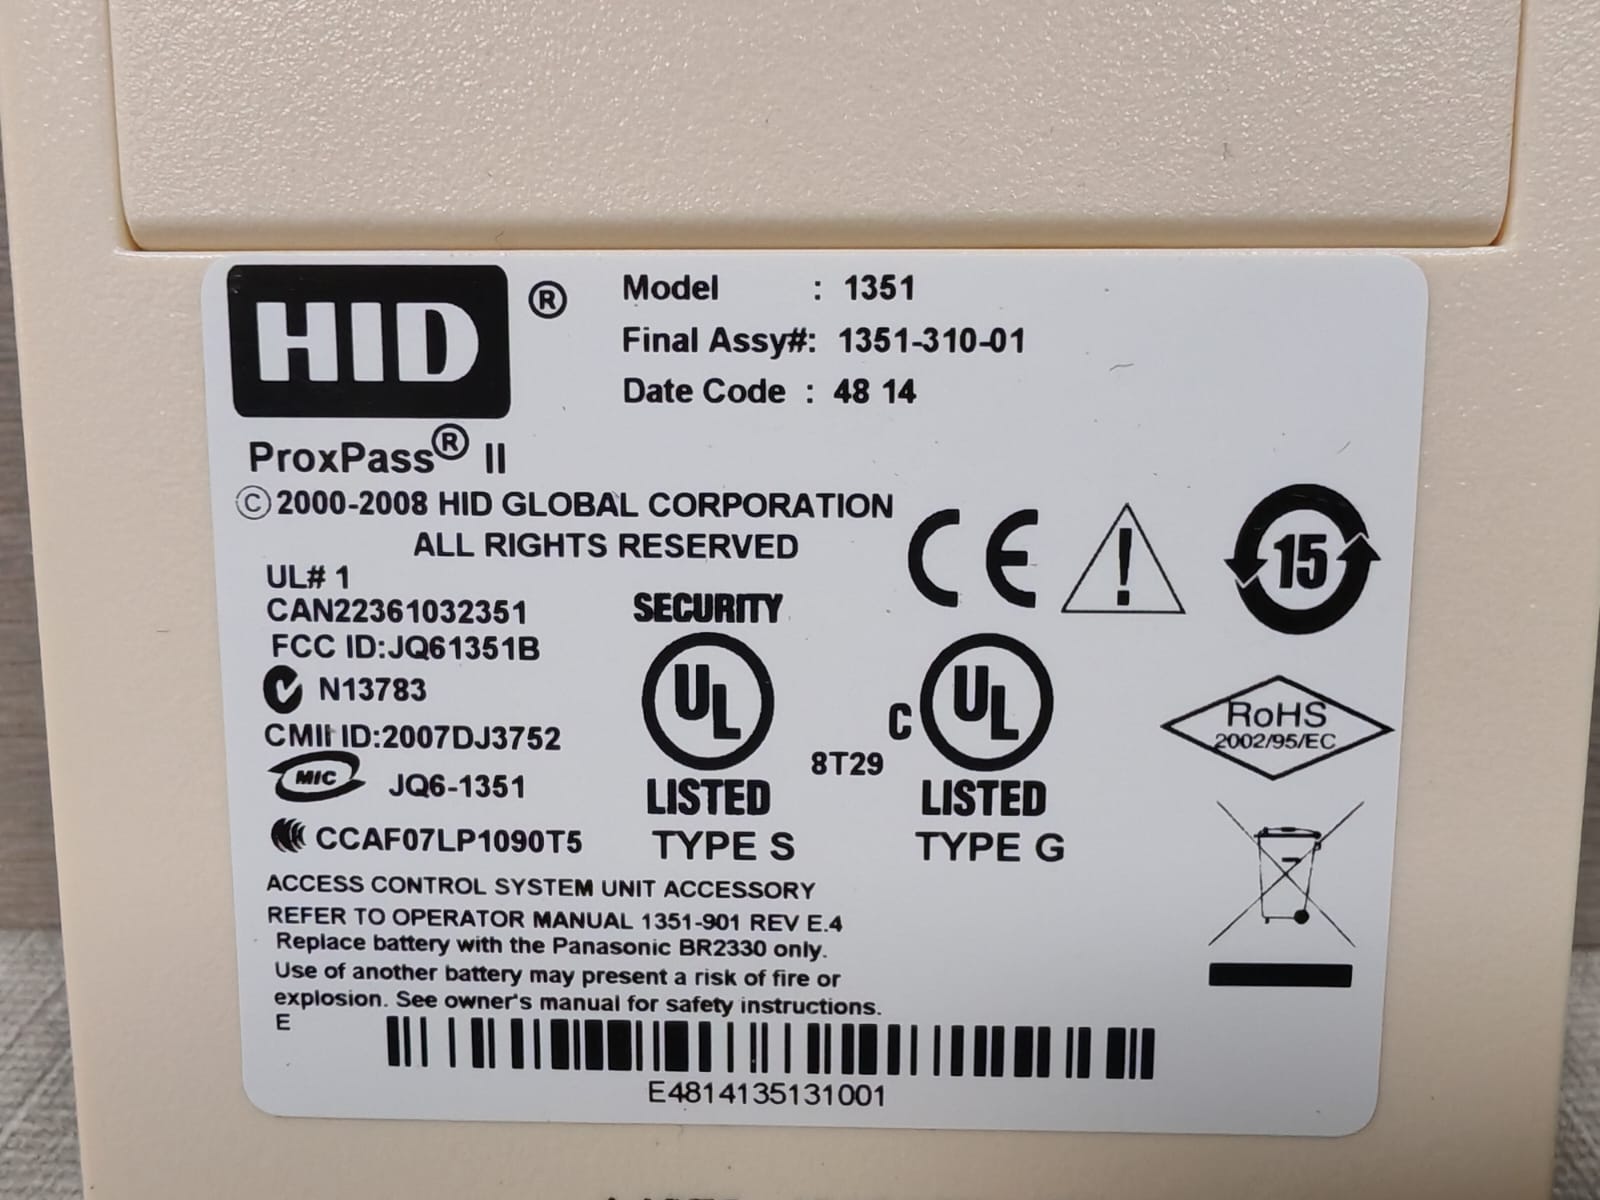 HID ®
Model : 1351
Final Assy#: 1351-310-01
Date Code : 48 14
ProxPass® II
©2000-2008 HID GLOBAL CORPORATION
ALL RIGHTS RESERVED
UL# 1
CAN22361032351
FCC ID:JQ61351B
N13783
CMII ID:2007DJ3752
MIC JQ6-1351
CCAF07LP1090T5
SECURITY
UL
LISTED
TYPE S
8T29
C UL
LISTED
TYPE G
CE ! 15
RoHS
2002/95/EC
ACCESS CONTROL SYSTEM UNIT ACCESSORY
REFER TO OPERATOR MANUAL 1351-901 REV E.4
Replace battery with the Panasonic BR2330 only.
Use of another battery may present a risk of fire or
explosion. See owner's manual for safety instructions.
E
E4814135131001